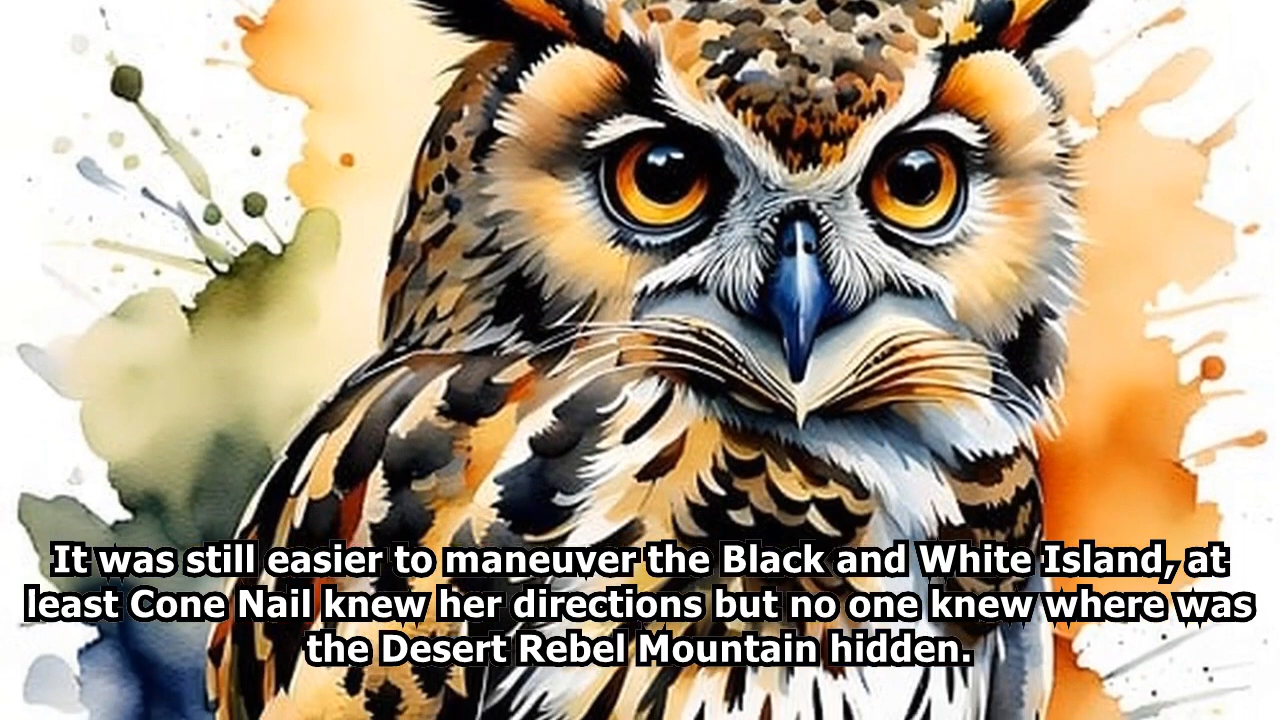 It was still easier to maneuver the Black and White Island, at
least Cone Nail knew her directions but no one knew where was
the Desert Rebel Mountain hidden.